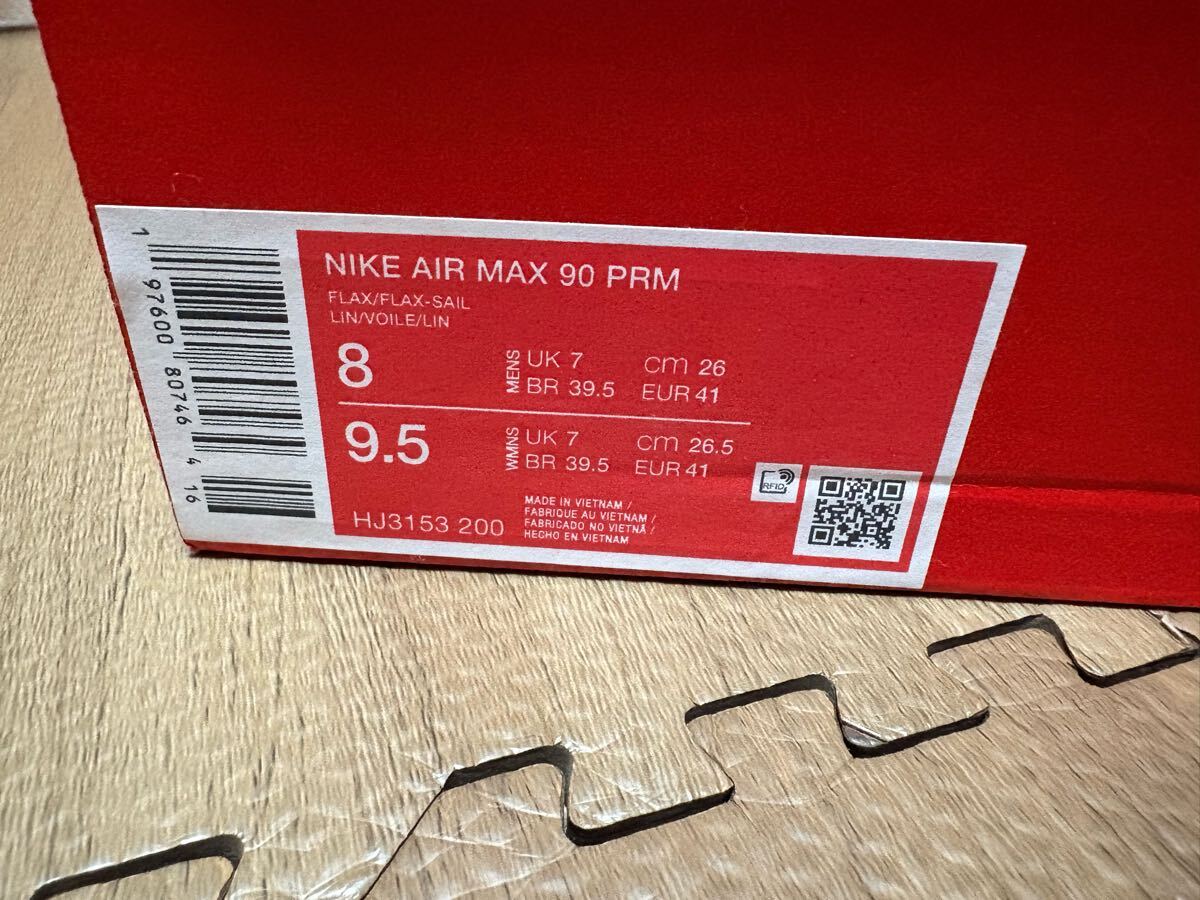 NIKE AIR MAX 90 PRM
FLAX/FLAX-SAIL
LIN/VOILE/LIN
8
MENS
UK 7 cm 26
BR 39.5 EUR 41
9.5
WMNS
UK 7 cm 26.5
BR 39.5 EUR 41
HJ3153 200
MADE IN VIETNAM /
FABRIQUE AU VIETNAM /
FABRICADO NO VIETNÃ /
HECHO EN VIETNAM
RFID
1 97600 80746 4 16